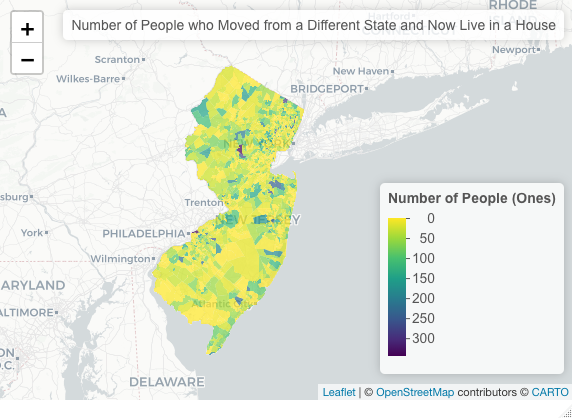 +
−
Number of People who Moved from a Different State and Now Live in a House
RHODE
Newport
Scranton
Wilkes-Barre
New Haven
BRIDGEPORT
Trenton
NEW JERSEY
sburg
York
PHILADELPHIA
Wilmington
ARYLAND
ALTIMORE
Atlantic City
ON
D.C.
DELAWARE
Number of People (Ones)
0
50
100
150
200
250
300
Leaflet | © OpenStreetMap contributors © CARTO